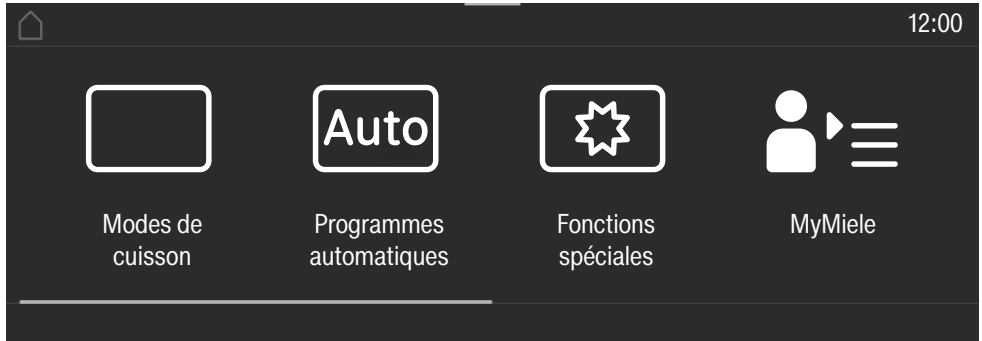 12:00
Auto
Modes de
cuisson
Programmes
automatiques
Fonctions
spéciales
MyMiele